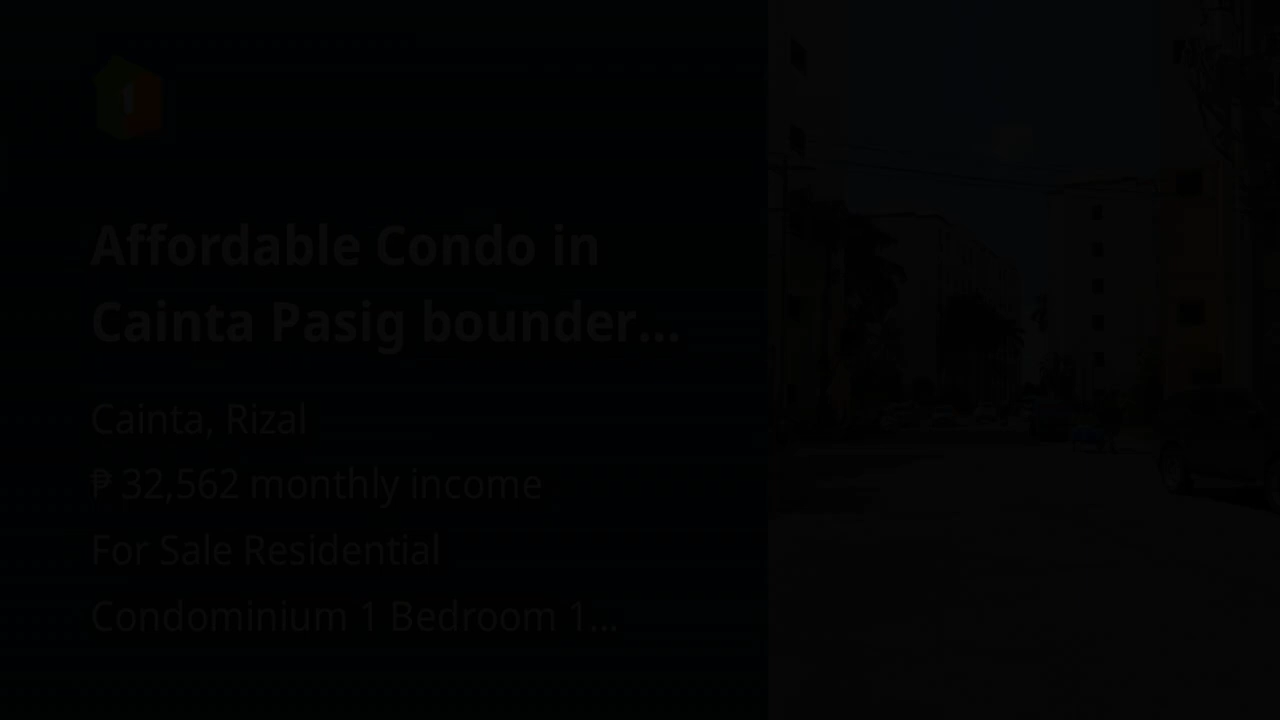 Affordable Condo in
Cainta Pasig bounder...
Cainta, Rizal
₱ 32,562 monthly income
For Sale Residential
Condominium 1 Bedroom 1...